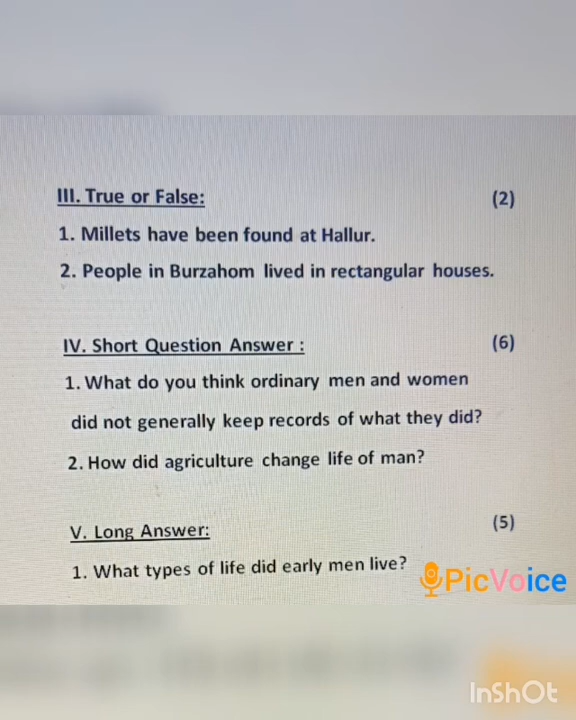 III. True or False: (2)
1. Millets have been found at Hallur.
2. People in Burzahom lived in rectangular houses.
IV. Short Question Answer : (6)
1. What do you think ordinary men and women
did not generally keep records of what they did?
2. How did agriculture change life of man?
V. Long Answer: (5)
1. What types of life did early men live?
PicVoice
InShOt